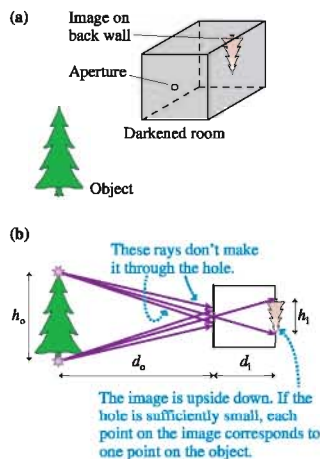 (a)
Image on
back wall
Aperture
Darkened room
Object
(b)
These rays don't make
it through the hole.
hₒ
hᵢ
dₒ
dᵢ
The image is upside down. If the
hole is sufficiently small, each
point on the image corresponds to
one point on the object.